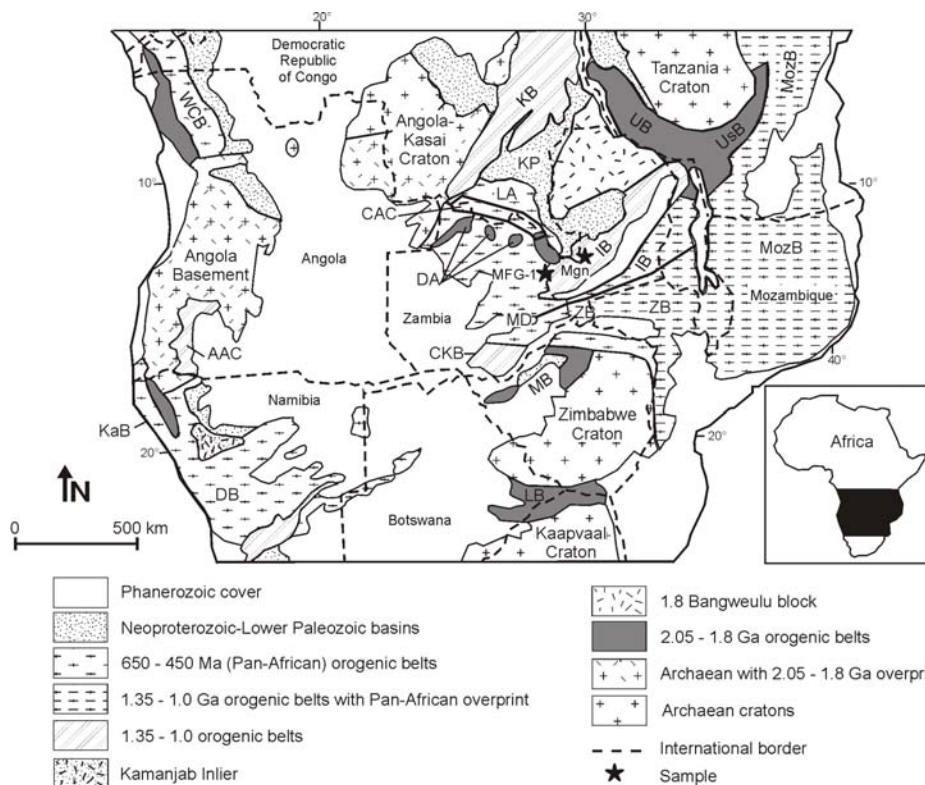 20°
30°
Democratic
Republic
of Congo
Tanzania
Craton
MozB
WCB
KB
Angola-
Kasai
Craton
UB
UsB
KP
10°
LA
10°
CAC
Angola
Basement
Angola
IB
MozB
DA
MFG-1
Mgn
IB
Mozambique
Zambia
MD
ZB
ZB
AAC
CKB
40°
MB
Namibia
Zimbabwe
Craton
KaB
20°
20°
Africa
N
DB
LB
0
500 km
Botswana
Kaapvaal
Craton
Phanerozoic cover
Neoproterozoic-Lower Paleozoic basins
650 - 450 Ma (Pan-African) orogenic belts
1.35 - 1.0 Ga orogenic belts with Pan-African overprint
1.35 - 1.0 orogenic belts
Kamanjab Inlier
1.8 Bangweulu block
2.05 - 1.8 Ga orogenic belts
Archaean with 2.05 - 1.8 Ga overpr
Archaean cratons
International border
Sample